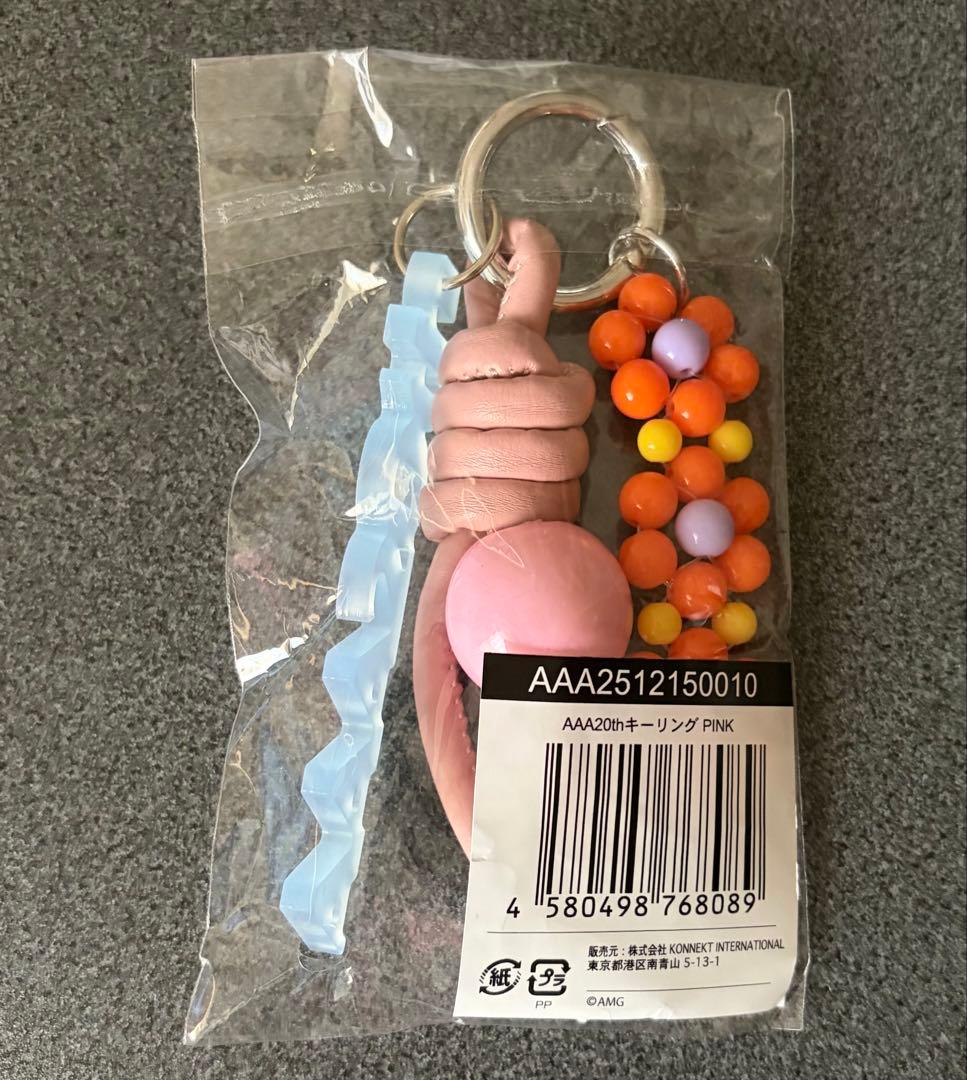 AAA2512150010
AAA20thキーリング PINK
4 580498 768089
販売元：株式会社 KONNEKT INTERNATIONAL
東京都港区南青山 5-13-1
紙 プラ
PP
©AMG